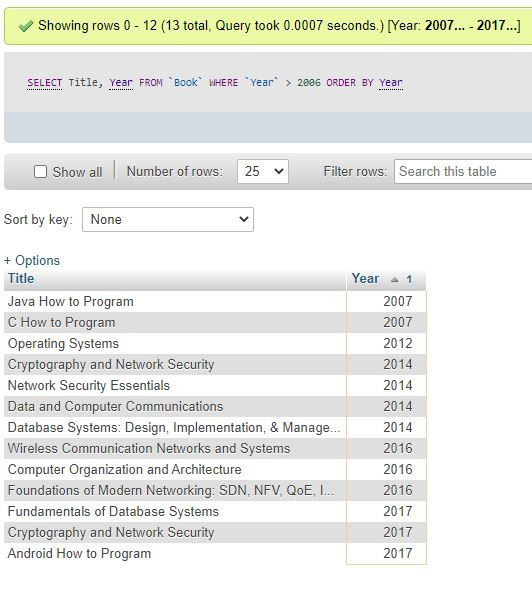 Showing rows 0 - 12 (13 total, Query took 0.0007 seconds.) [Year: 2007... - 2017...]
SELECT Title, Year FROM `Book` WHERE `Year` > 2006 ORDER BY Year
Show all Number of rows: 25 Filter rows: Search this table
Sort by key: None
+ Options
Title Year 1
Java How to Program 2007
C How to Program 2007
Operating Systems 2012
Cryptography and Network Security 2014
Network Security Essentials 2014
Data and Computer Communications 2014
Database Systems: Design, Implementation, & Manage... 2014
Wireless Communication Networks and Systems 2016
Computer Organization and Architecture 2016
Foundations of Modern Networking: SDN, NFV, QoE, I... 2016
Fundamentals of Database Systems 2017
Cryptography and Network Security 2017
Android How to Program 2017